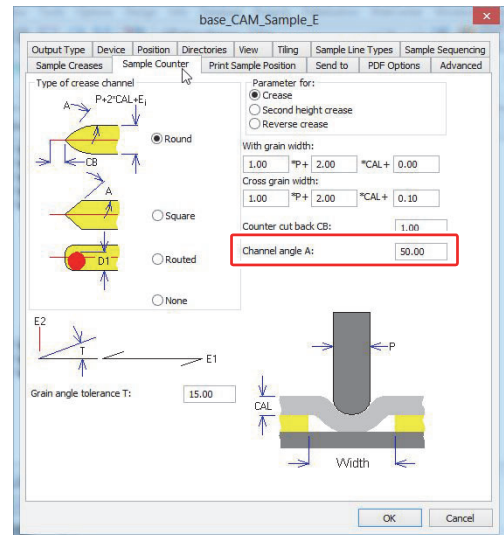 base_CAM_Sample_E
Output Type Device Position Directories View Tiling Sample Line Types Sample Sequencing
Sample Creases Sample Counter Print Sample Position Send to PDF Options Advanced
Type of crease channel
P+2*CAL+E₁
A
CB
Round
A
Square
D1
Routed
None
Parameter for:
Crease
Second height crease
Reverse crease
With grain width:
1.00 *P+ 2.00 *CAL+ 0.00
Cross grain width:
1.00 *P+ 2.00 *CAL+ 0.10
Counter cut back CB: 1.00
Channel angle A: 50.00
E2
T
E1
Grain angle tolerance T: 15.00
P
CAL
Width
OK Cancel